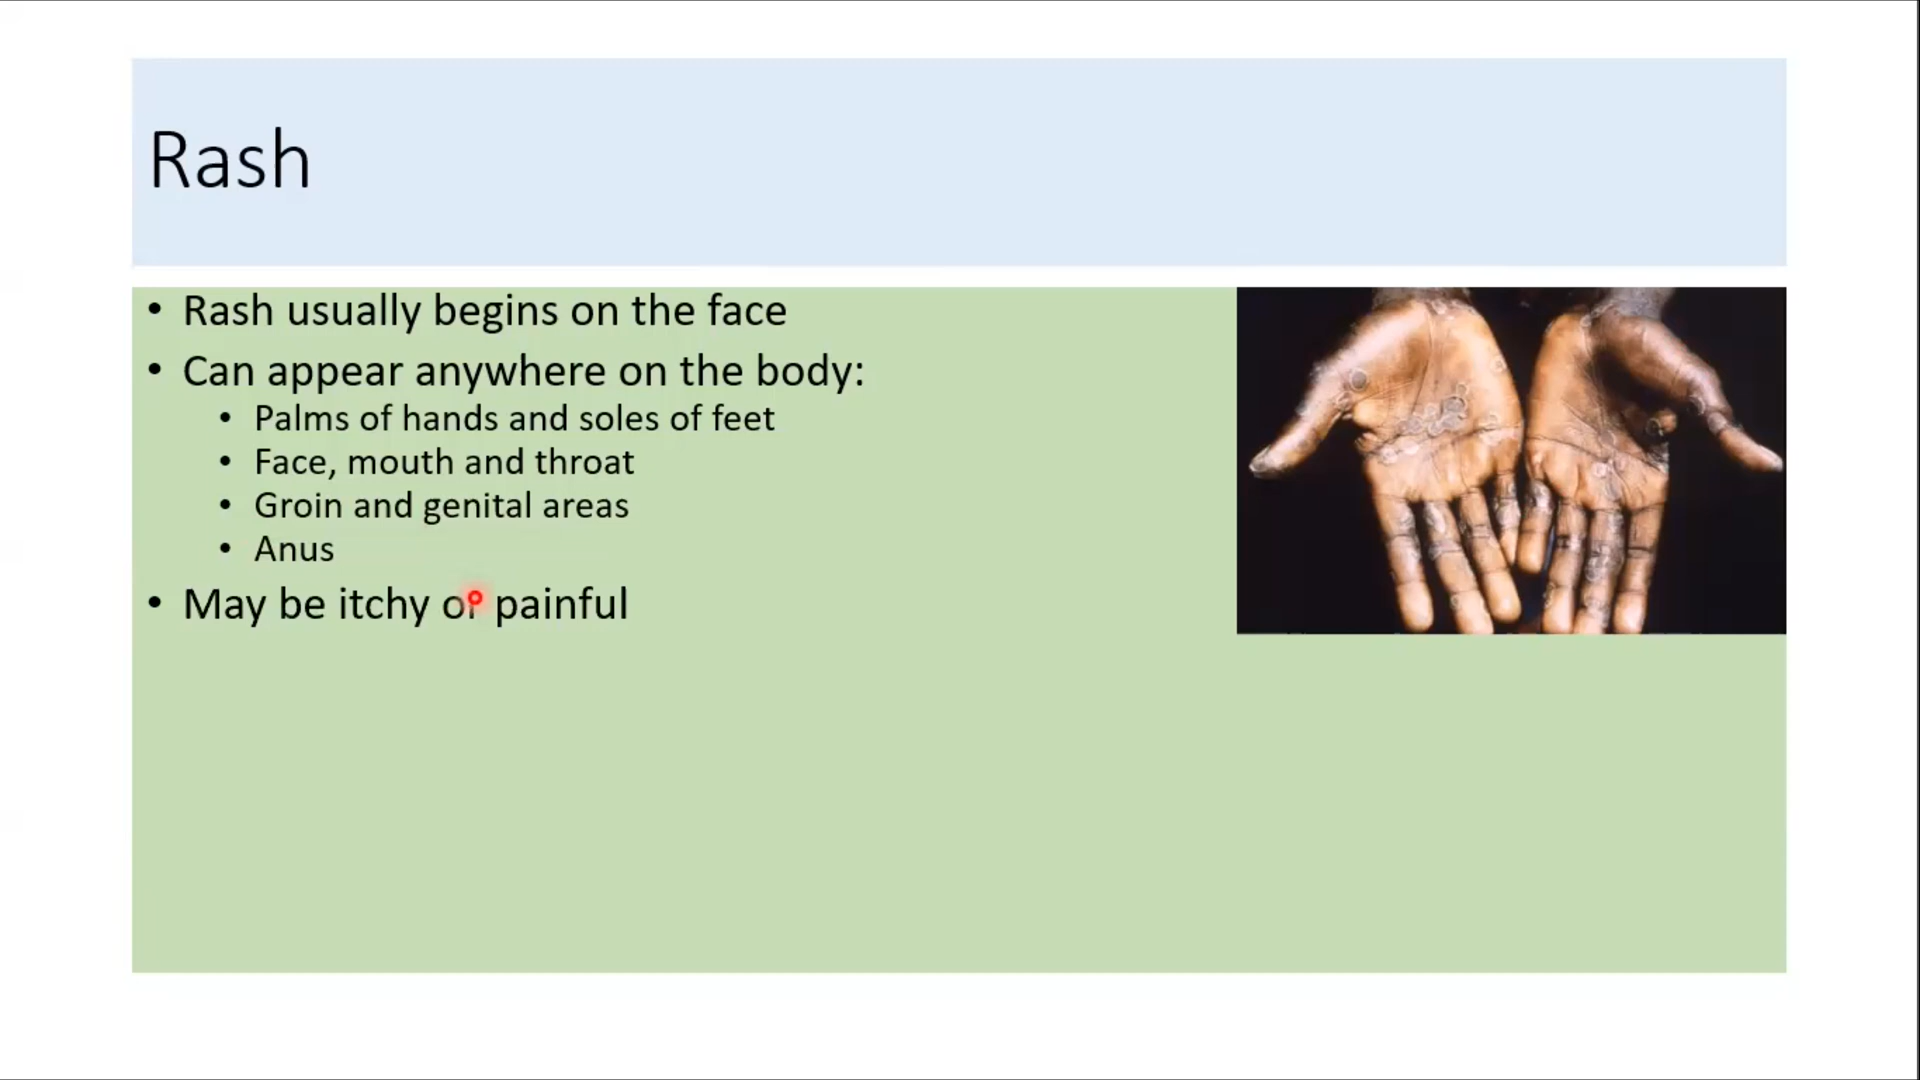 Rash
• Rash usually begins on the face
• Can appear anywhere on the body:
• Palms of hands and soles of feet
• Face, mouth and throat
• Groin and genital areas
• Anus
• May be itchy or painful